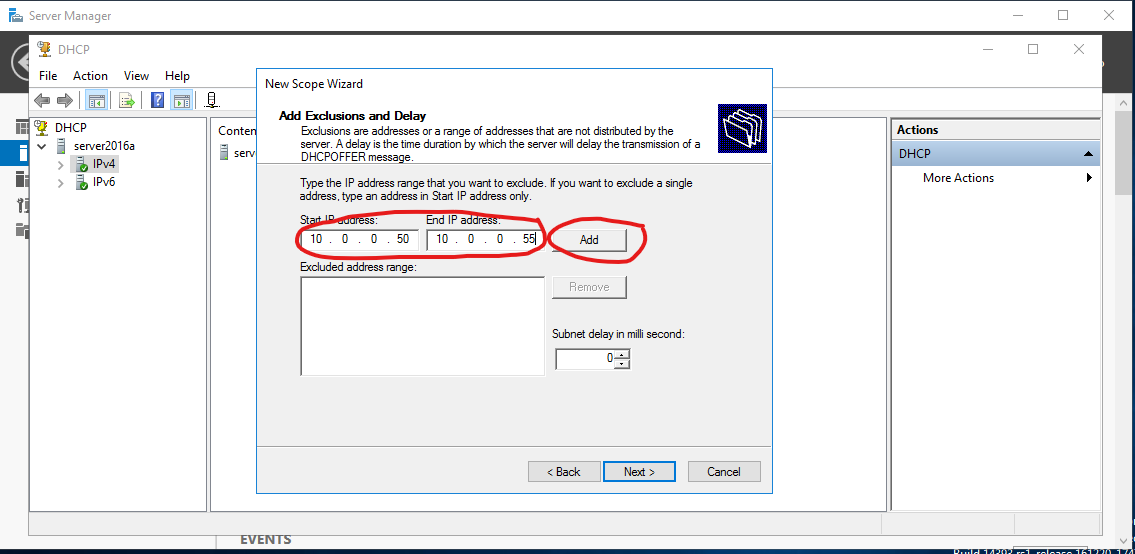 Server Manager
DHCP
File Action View Help
DHCP
server2016a
IPv4
IPv6
Conten
serv
New Scope Wizard
Add Exclusions and Delay
Exclusions are addresses or a range of addresses that are not distributed by the
server. A delay is the time duration by which the server will delay the transmission of a
DHCPOFFER message.
Type the IP address range that you want to exclude. If you want to exclude a single
address, type an address in Start IP address only.
Start IP address: End IP address:
10 . 0 . 0 . 50 10 . 0 . 0 . 55 Add
Excluded address range:
Remove
Subnet delay in milli second:
0
< Back Next > Cancel
Actions
DHCP
More Actions
EVENTS
Build 14393.rs1_release.161220-17